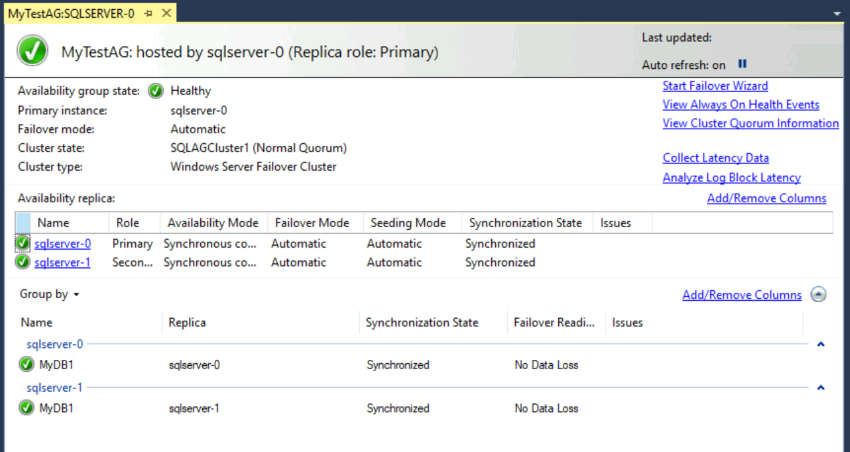 MyTestAG:SQLSERVER-0
MyTestAG: hosted by sqlserver-0 (Replica role: Primary)
Last updated:
Auto refresh: on
Availability group state: Healthy
Primary instance: sqlserver-0
Failover mode: Automatic
Cluster state: SQLAGCluster1 (Normal Quorum)
Cluster type: Windows Server Failover Cluster
Start Failover Wizard
View Always On Health Events
View Cluster Quorum Information
Collect Latency Data
Analyze Log Block Latency
Availability replica: Add/Remove Columns
Name Role Availability Mode Failover Mode Seeding Mode Synchronization State Issues
sqlserver-0 Primary Synchronous co... Automatic Automatic Synchronized
sqlserver-1 Secon... Synchronous co... Automatic Automatic Synchronized
Group by Add/Remove Columns
Name Replica Synchronization State Failover Readi... Issues
sqlserver-0
MyDB1 sqlserver-0 Synchronized No Data Loss
sqlserver-1
MyDB1 sqlserver-1 Synchronized No Data Loss